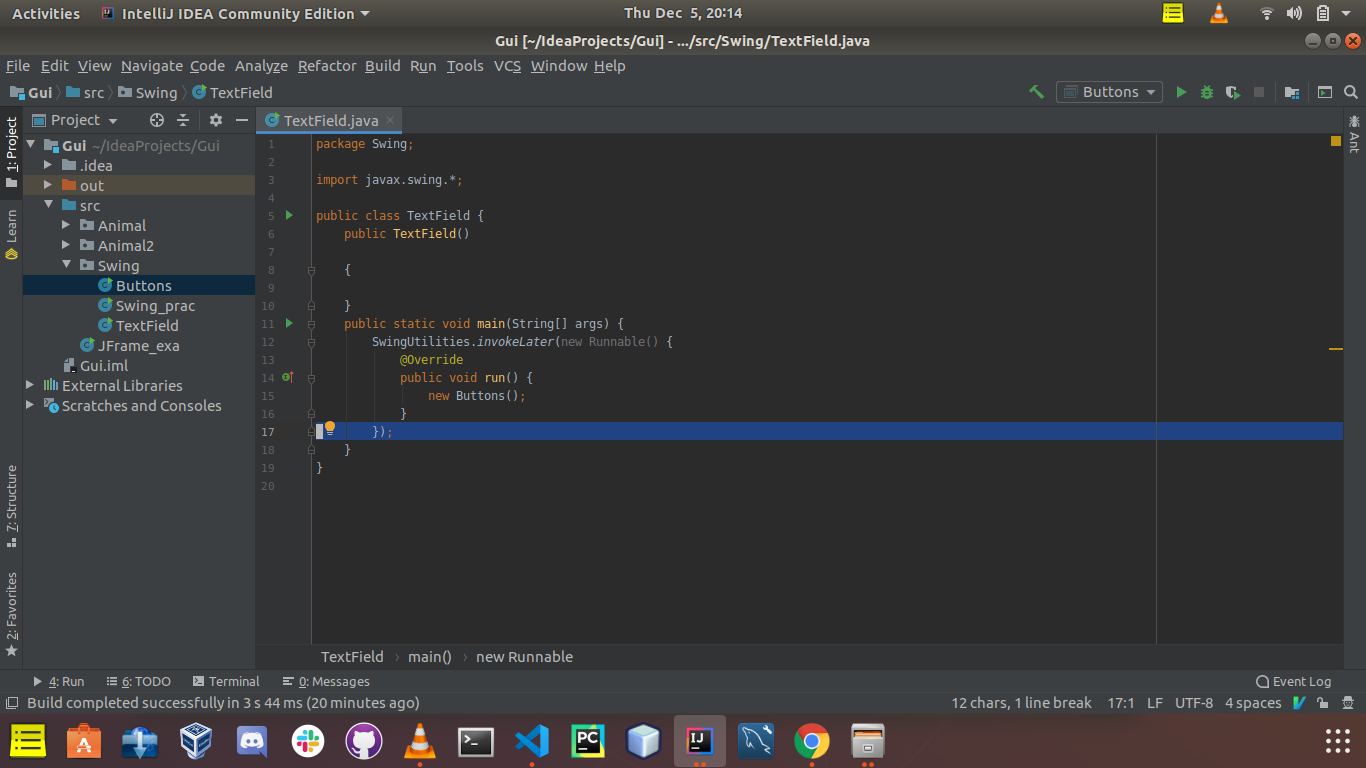 Activities IntelliJ IDEA Community Edition Thu Dec 5, 20:14
Gui [~/IdeaProjects/Gui] - .../src/Swing/TextField.java
File Edit View Navigate Code Analyze Refactor Build Run Tools VCS Window Help
Gui src Swing TextField Buttons
Project
TextField.java
1: Project
Learn
7: Structure
2: Favorites
Ant
Gui ~/IdeaProjects/Gui
.idea
out
src
Animal
Animal2
Swing
Buttons
Swing_prac
TextField
JFrame_exa
Gui.iml
External Libraries
Scratches and Consoles
1 package Swing;
2
3 import javax.swing.*;
4
5 public class TextField {
6 public TextField()
7
8 {
9
10 }
11 public static void main(String[] args) {
12 SwingUtilities.invokeLater(new Runnable() {
13 @Override
14 public void run() {
15 new Buttons();
16 }
17 });
18 }
19 }
20
TextField › main() › new Runnable
4: Run 6: TODO Terminal 0: Messages Event Log
Build completed successfully in 3 s 44 ms (20 minutes ago) 12 chars, 1 line break 17:1 LF UTF-8 4 spaces
PC
IJ